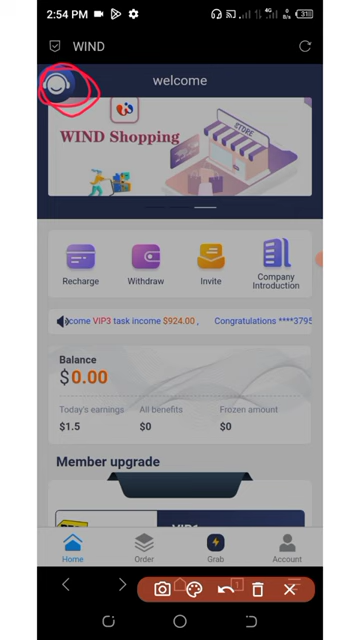 2:54 PM
WIND
welcome
WIND Shopping
STORE
Recharge
Withdraw
Invite
Company
Introduction
come VIP3 task income $924.00 ,
Congratulations ****3795
Balance
$0.00
Today's earnings
All benefits
Frozen amount
$1.5
$0
$0
Member upgrade
VIP1
Home
Order
Grab
Account
1